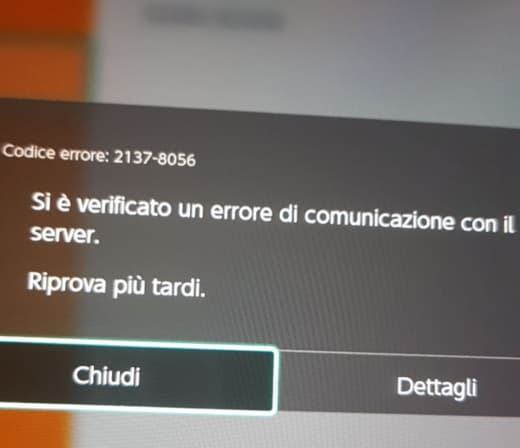 Codice errore: 2137-8056
Si è verificato un errore di comunicazione con il
server.
Riprova più tardi.
Chiudi
Dettagli